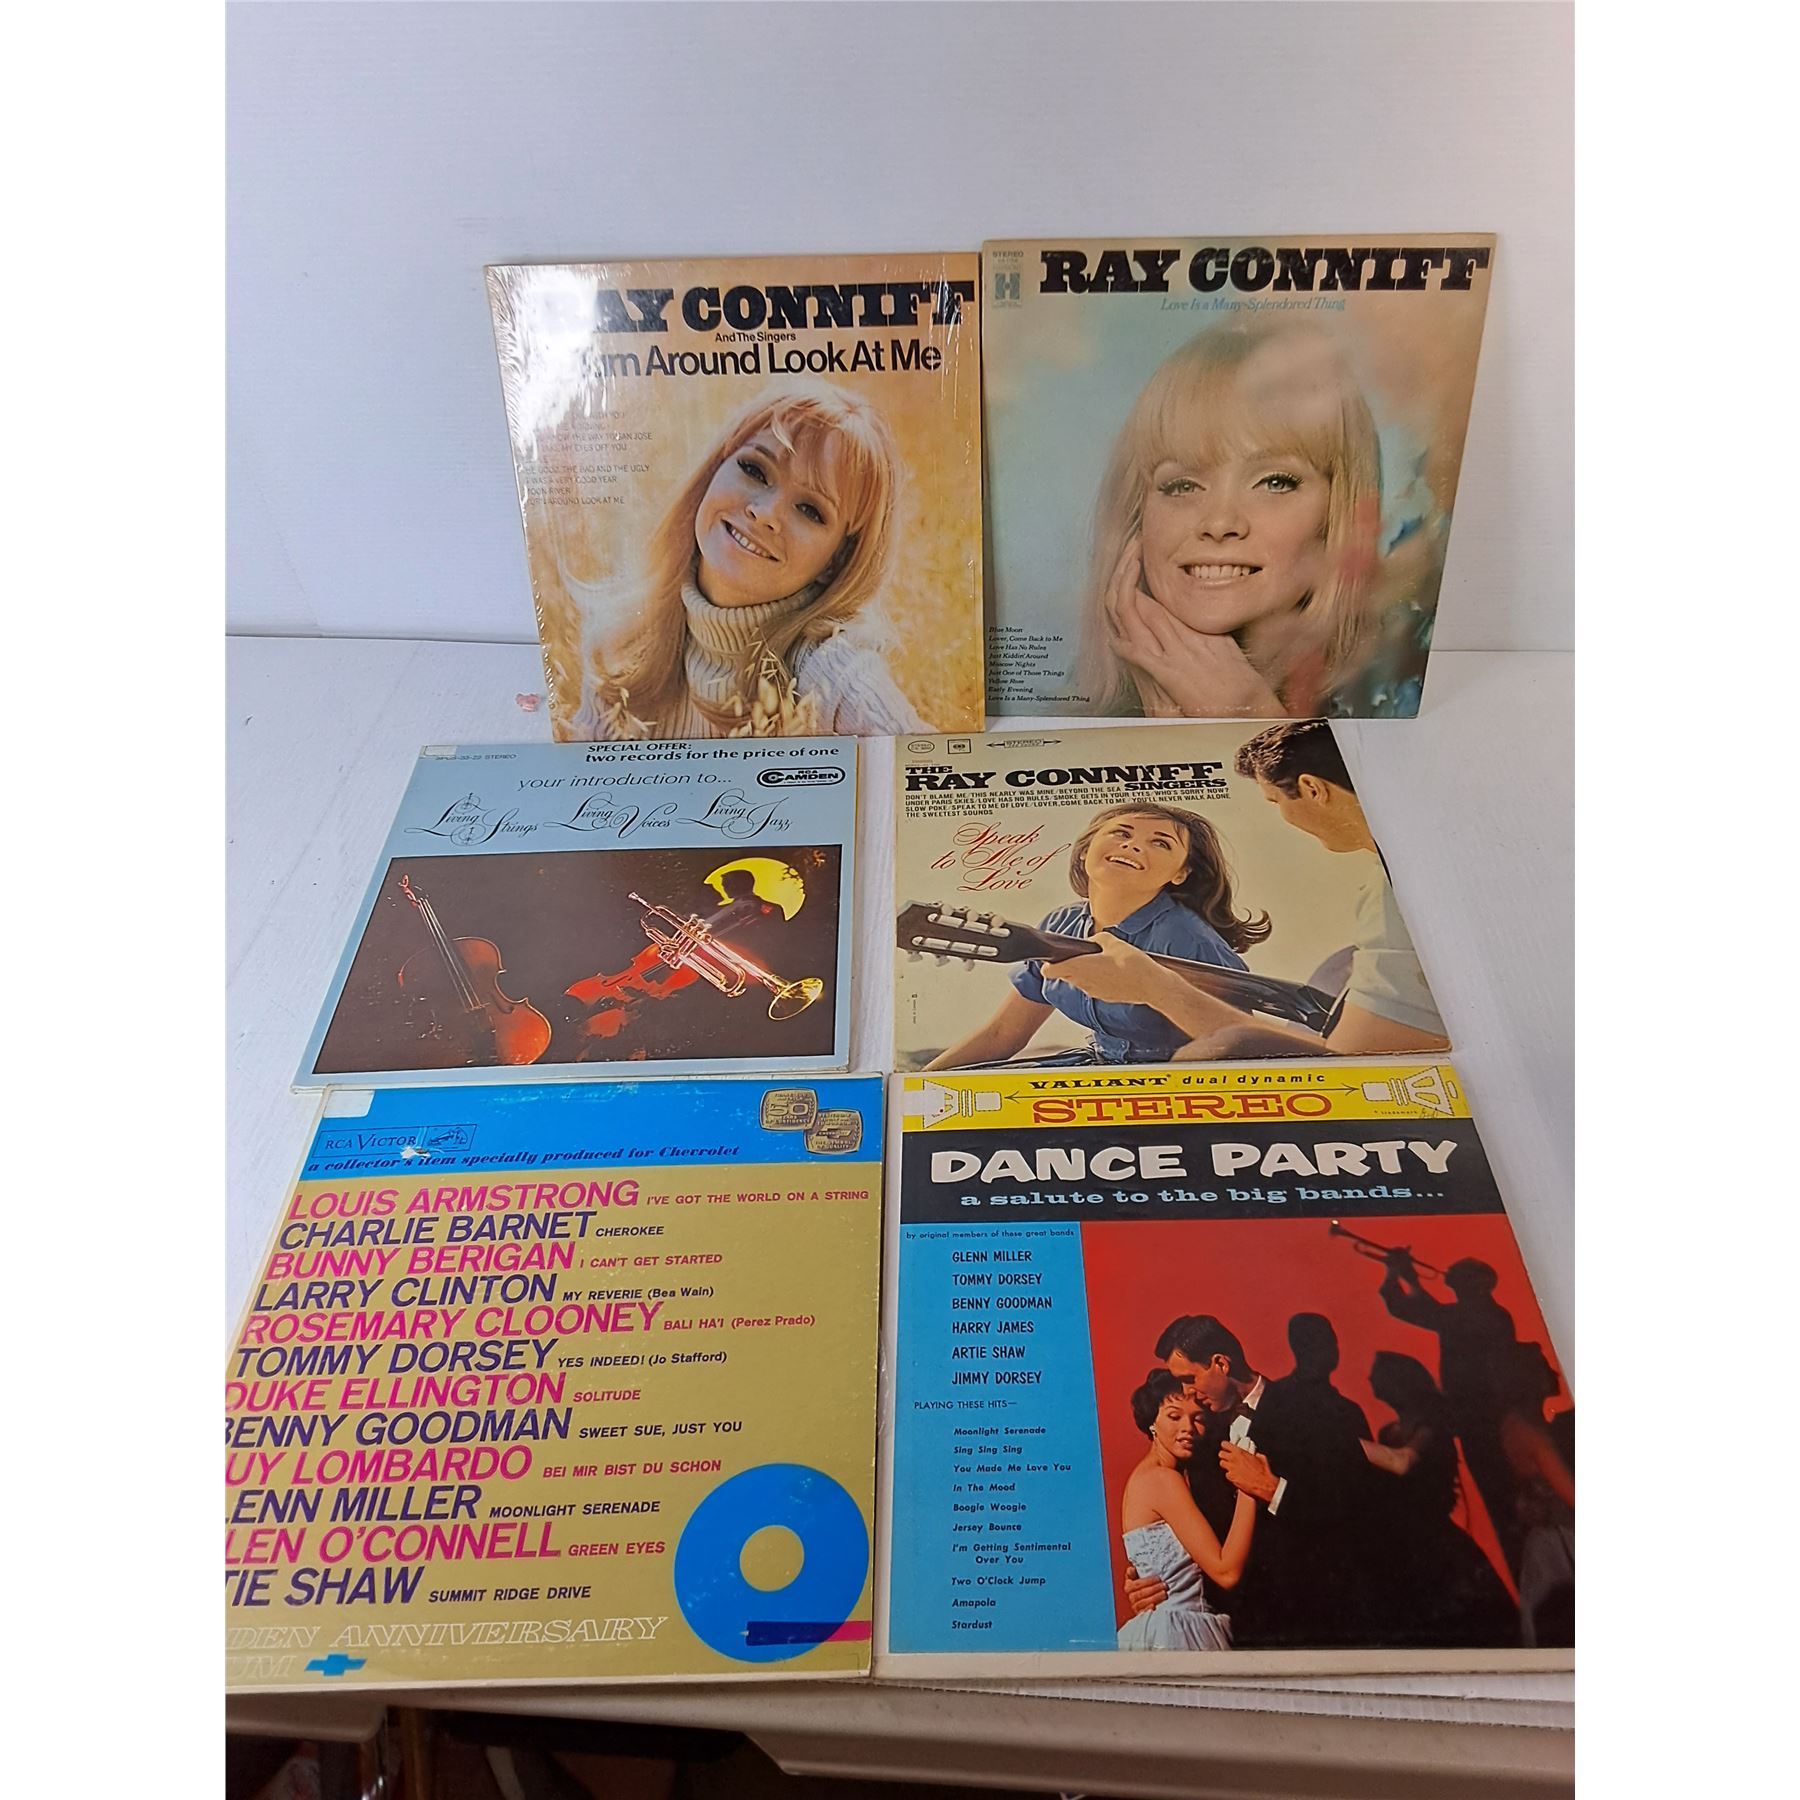 RAY CONNIFF
And The Singers
Turn Around Look At Me
THE WAY TO SAN JOSE
MY EYES OFF YOU
THE GOOD, THE BAD AND THE UGLY
WAS A VERY GOOD YEAR
MOON RIVER
TURN AROUND LOOK AT ME
STEREO
H
RAY CONNIFF
Love Is a Many-Splendored Thing
Blue Moon
Lover, Come Back to Me
Love Has No Rules
Just Kiddin' Around
Moscow Nights
Just One of Those Things
Yellow Rose
Early Evening
Love Is a Many-Splendored Thing
33-22 STEREO
SPECIAL OFFER:
two records for the price of one
your introduction to...
RCA
CAMDEN
Living Strings Living Voices Living Jazz
STEREO
THE
RAY CONNIFF
SINGERS
DON'T BLAME ME/THIS NEARLY WAS MINE/BEYOND THE SEA
UNDER PARIS SKIES/LOVE HAS NO RULES/SMOKE GETS IN YOUR EYES/WHO'S SORRY NOW?
SLOW POKE/SPEAK TO ME OF LOVE/LOVER, COME BACK TO ME/YOU'LL NEVER WALK ALONE
THE SWEETEST SOUNDS
Speak
to Me of
Love
50
RCA VICTOR
a collector's item specially produced for Chevrolet
LOUIS ARMSTRONG I'VE GOT THE WORLD ON A STRING
CHARLIE BARNET CHEROKEE
BUNNY BERIGAN I CAN'T GET STARTED
LARRY CLINTON MY REVERIE (Bea Wain)
ROSEMARY CLOONEY BALI HA'I (Perez Prado)
TOMMY DORSEY YES INDEED! (Jo Stafford)
DUKE ELLINGTON SOLITUDE
BENNY GOODMAN SWEET SUE, JUST YOU
UY LOMBARDO BEI MIR BIST DU SCHON
LENN MILLER MOONLIGHT SERENADE
LEN O'CONNELL GREEN EYES
TIE SHAW SUMMIT RIDGE DRIVE
DEN ANNIVERSARY
UM
VALIANT dual dynamic
STEREO
DANCE PARTY
a salute to the big bands...
by original members of these great bands
GLENN MILLER
TOMMY DORSEY
BENNY GOODMAN
HARRY JAMES
ARTIE SHAW
JIMMY DORSEY
PLAYING THESE HITS—
Moonlight Serenade
Sing Sing Sing
You Made Me Love You
In The Mood
Boogie Woogie
Jersey Bounce
I'm Getting Sentimental
Over You
Two O'Clock Jump
Amapola
Stardust